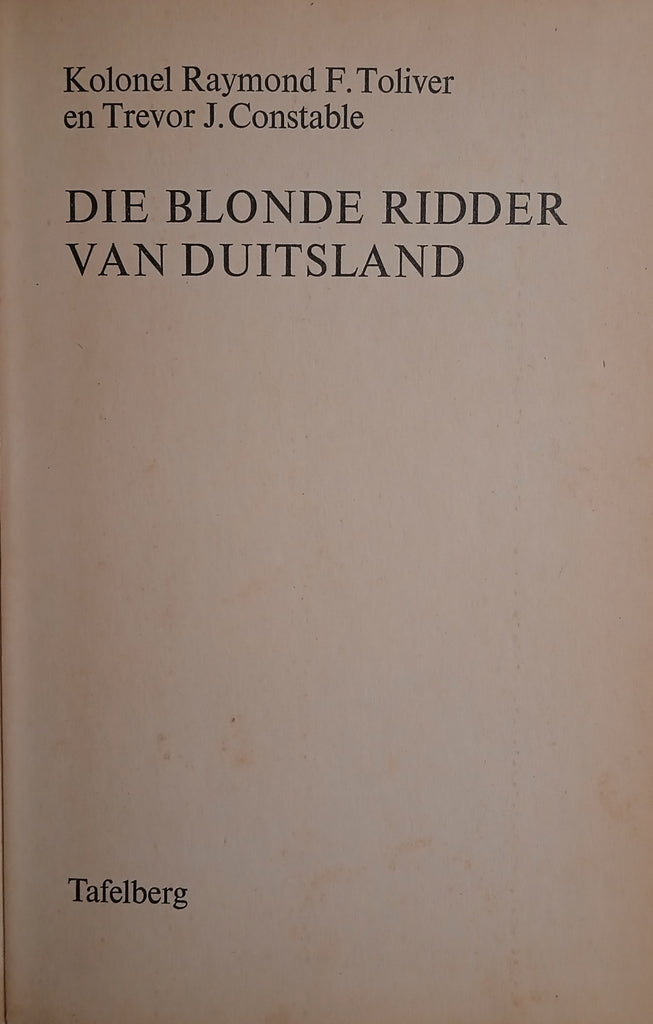 Kolonel Raymond F. Toliver
en Trevor J. Constable
DIE BLONDE RIDDER
VAN DUITSLAND
Tafelberg